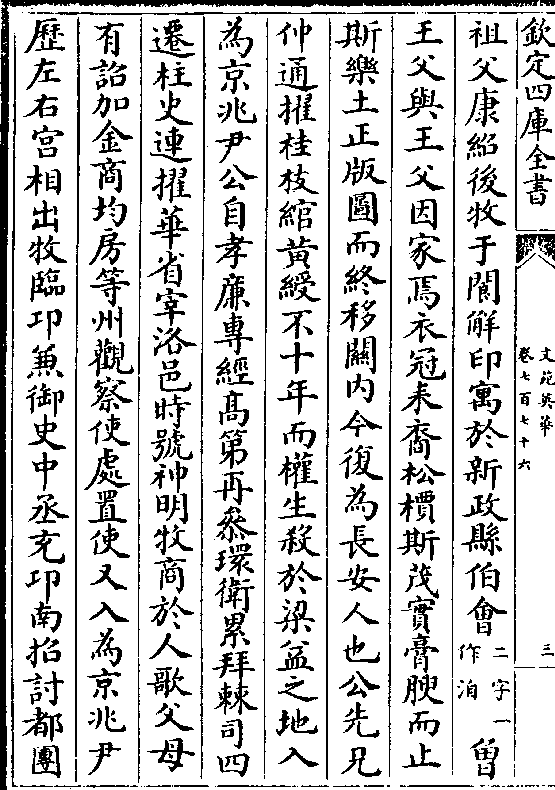 欽定四庫全書
文苑英華
卷七百七十六
三
祖父康紹後牧于閬解印寓於新政縣伯會二字一作洎曽
王父與王父因家焉衣冠来裔松檟斯茂實膏腴而止
斯樂土正版圖而終移關内今復為長安人也公先兄
仲通擢桂枝綰黄綬不十年而權生殺於梁益之地入
為京兆尹公自孝廉專經髙第再叅環衛累拜棘司四
遷柱史連擢華省宰洛邑時號神明牧商於人歌父母
有詔加金商均房等州觀察使處置使又入為京兆尹
歴左右宫相出牧臨邛兼御史中丞充邛南招討都團